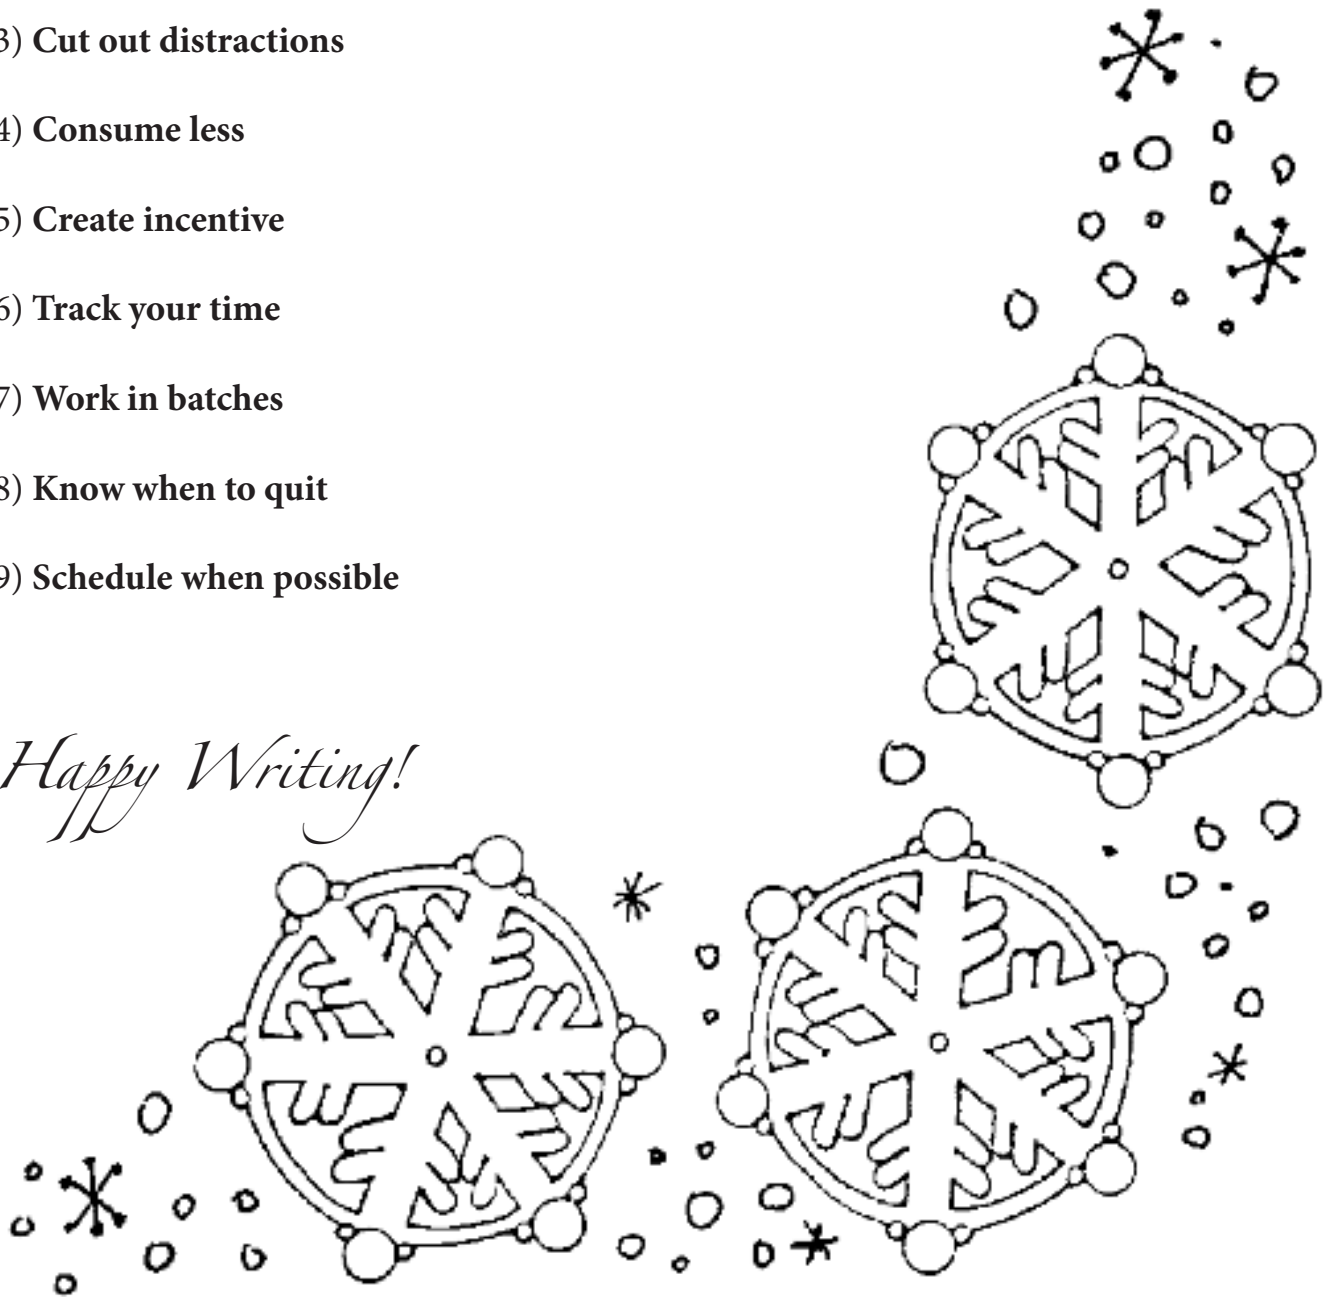 3) Cut out distractions
4) Consume less
5) Create incentive
6) Track your time
7) Work in batches
8) Know when to quit
9) Schedule when possible
Happy Writing!